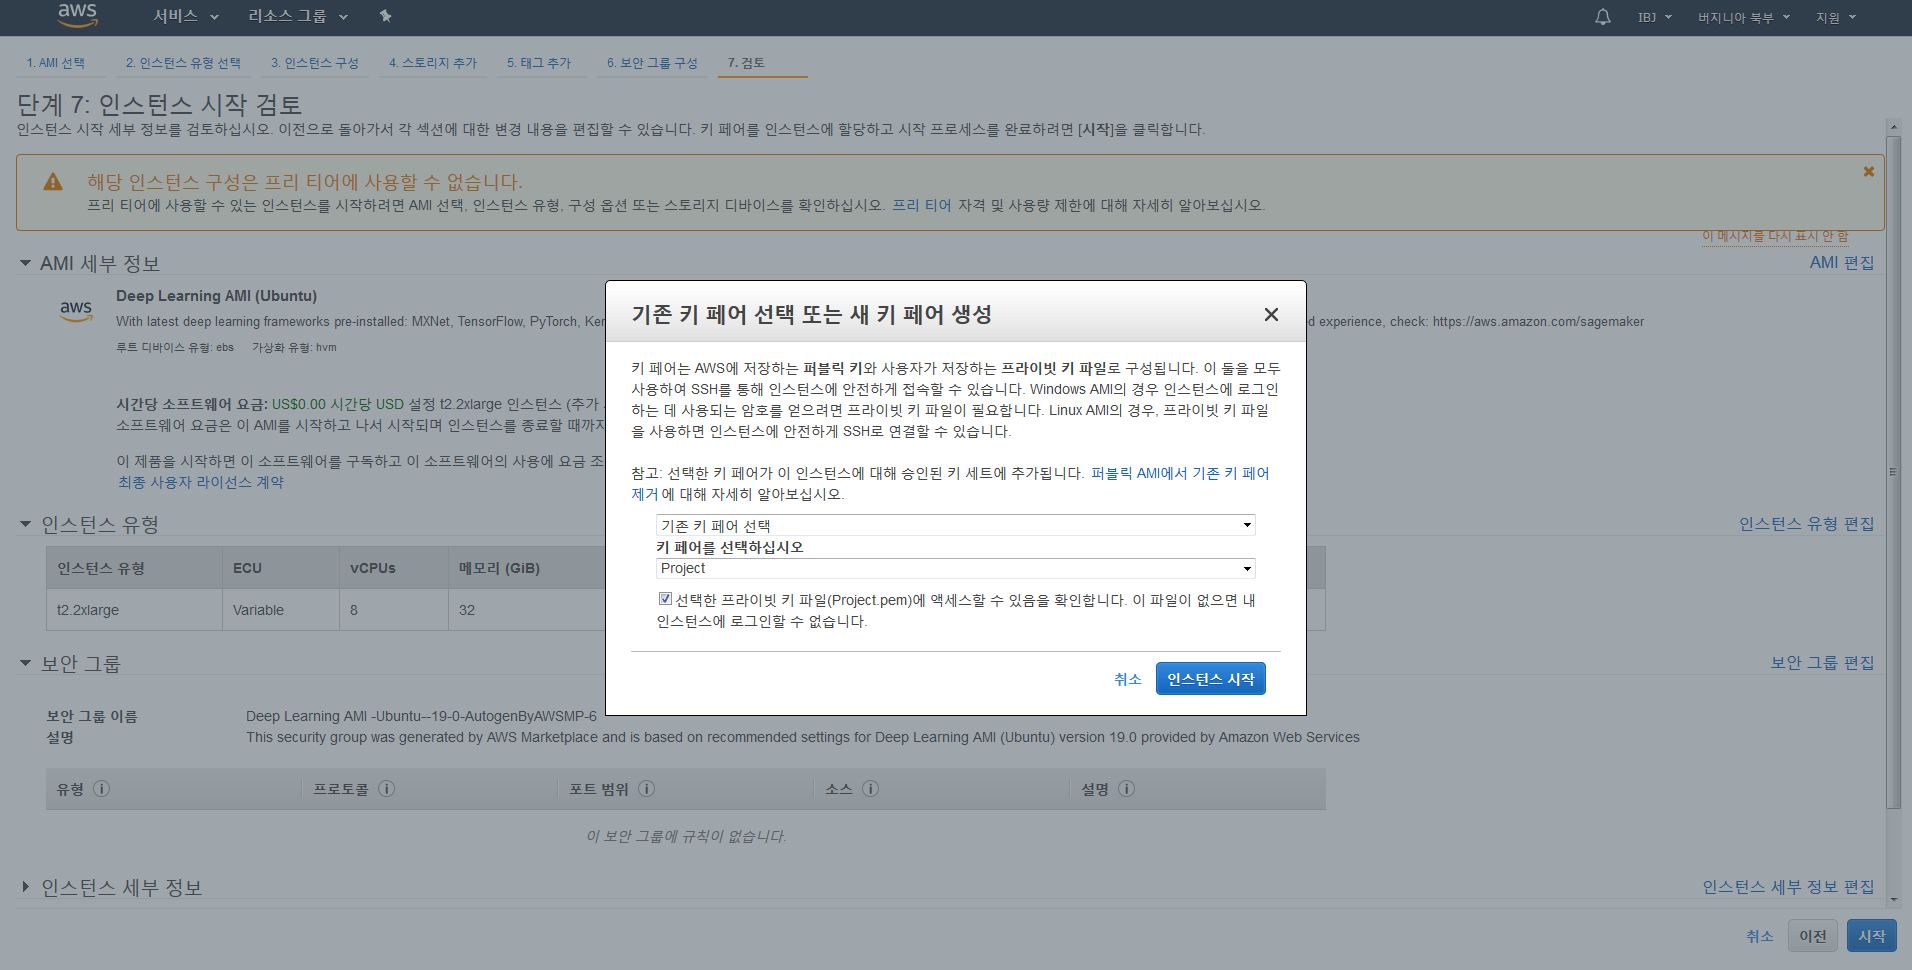 aws 서비스 리소스 그룹 IBJ 버지니아 북부 지원
1. AMI 선택 2. 인스턴스 유형 선택 3. 인스턴스 구성 4. 스토리지 추가 5. 태그 추가 6. 보안 그룹 구성 7. 검토
단계 7: 인스턴스 시작 검토
인스턴스 시작 세부 정보를 검토하십시오. 이전으로 돌아가서 각 섹션에 대한 변경 내용을 편집할 수 있습니다. 키 페어를 인스턴스에 할당하고 시작 프로세스를 완료하려면 [시작]을 클릭합니다.
해당 인스턴스 구성은 프리 티어에 사용할 수 없습니다.
프리 티어에 사용할 수 있는 인스턴스를 시작하려면 AMI 선택, 인스턴스 유형, 구성 옵션 또는 스토리지 디바이스를 확인하십시오. 프리 티어 자격 및 사용량 제한에 대해 자세히 알아보십시오.
이 메시지를 다시 표시 안 함
AMI 세부 정보 AMI 편집
aws
Deep Learning AMI (Ubuntu)
With latest deep learning frameworks pre-installed: MXNet, TensorFlow, PyTorch, Ker
d experience, check: https://aws.amazon.com/sagemaker
루트 디바이스 유형: ebs 가상화 유형: hvm
시간당 소프트웨어 요금: US$0.00 시간당 USD 설정 t2.2xlarge 인스턴스 (추가
소프트웨어 요금은 이 AMI를 시작하고 나서 시작되며 인스턴스를 종료할 때까지
이 제품을 시작하면 이 소프트웨어를 구독하고 이 소프트웨어의 사용에 요금 조
최종 사용자 라이선스 계약
인스턴스 유형 인스턴스 유형 편집
인스턴스 유형 ECU vCPUs 메모리 (GiB)
t2.2xlarge Variable 8 32
보안 그룹 보안 그룹 편집
보안 그룹 이름 Deep Learning AMI -Ubuntu--19-0-AutogenByAWSMP-6
설명 This security group was generated by AWS Marketplace and is based on recommended settings for Deep Learning AMI (Ubuntu) version 19.0 provided by Amazon Web Services
유형 프로토콜 포트 범위 소스 설명
이 보안 그룹에 규칙이 없습니다.
인스턴스 세부 정보 인스턴스 세부 정보 편집
취소 이전 시작
기존 키 페어 선택 또는 새 키 페어 생성
키 페어는 AWS에 저장하는 퍼블릭 키와 사용자가 저장하는 프라이빗 키 파일로 구성됩니다. 이 둘을 모두
사용하여 SSH를 통해 인스턴스에 안전하게 접속할 수 있습니다. Windows AMI의 경우 인스턴스에 로그인
하는 데 사용되는 암호를 얻으려면 프라이빗 키 파일이 필요합니다. Linux AMI의 경우, 프라이빗 키 파일
을 사용하면 인스턴스에 안전하게 SSH로 연결할 수 있습니다.
참고: 선택한 키 페어가 이 인스턴스에 대해 승인된 키 세트에 추가됩니다. 퍼블릭 AMI에서 기존 키 페어
제거에 대해 자세히 알아보십시오.
기존 키 페어 선택
키 페어를 선택하십시오
Project
선택한 프라이빗 키 파일(Project.pem)에 액세스할 수 있음을 확인합니다. 이 파일이 없으면 내
인스턴스에 로그인할 수 없습니다.
취소 인스턴스 시작